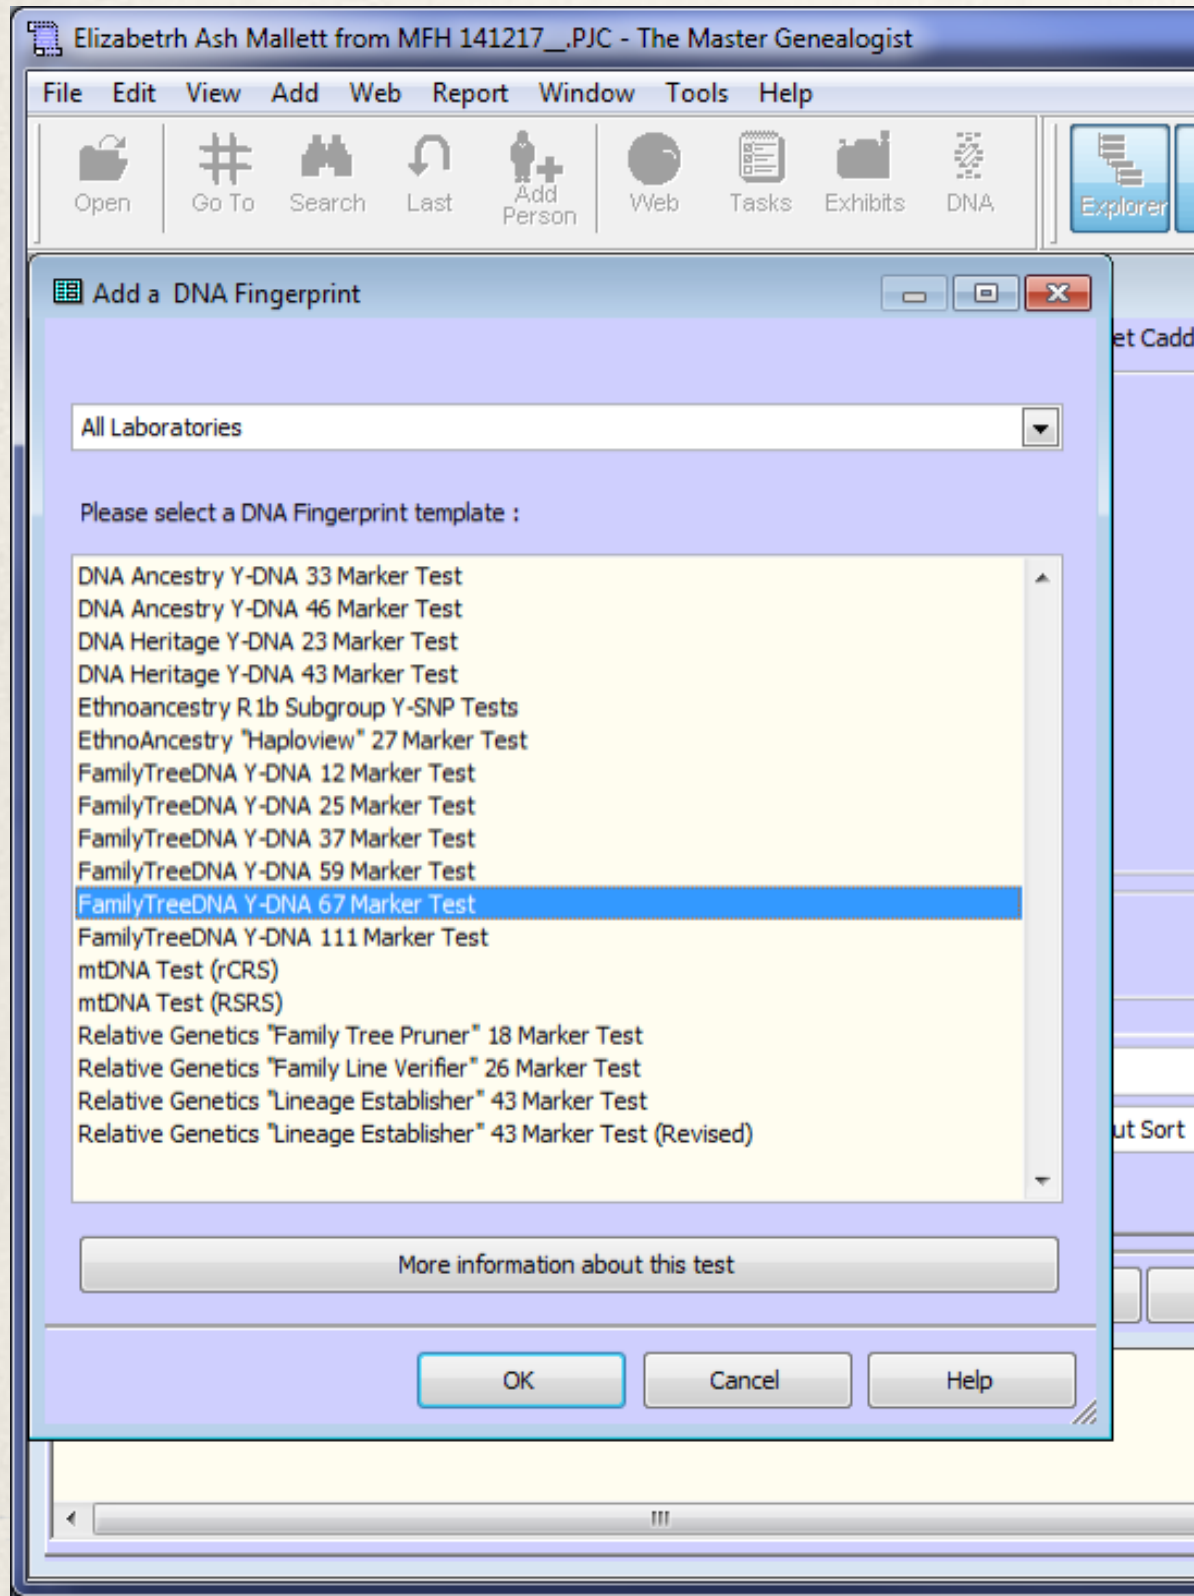 Elizabetrh Ash Mallett from MFH 141217__.PJC - The Master Genealogist
File Edit View Add Web Report Window Tools Help
Open Go To Search Last Add Person Web Tasks Exhibits DNA Explorer
Add a  DNA Fingerprint
et Cadd
All Laboratories
Please select a DNA Fingerprint template :
DNA Ancestry Y-DNA 33 Marker Test
DNA Ancestry Y-DNA 46 Marker Test
DNA Heritage Y-DNA 23 Marker Test
DNA Heritage Y-DNA 43 Marker Test
Ethnoancestry R1b Subgroup Y-SNP Tests
EthnoAncestry "Haploview" 27 Marker Test
FamilyTreeDNA Y-DNA 12 Marker Test
FamilyTreeDNA Y-DNA 25 Marker Test
FamilyTreeDNA Y-DNA 37 Marker Test
FamilyTreeDNA Y-DNA 59 Marker Test
FamilyTreeDNA Y-DNA 67 Marker Test
FamilyTreeDNA Y-DNA 111 Marker Test
mtDNA Test (rCRS)
mtDNA Test (RSRS)
Relative Genetics "Family Tree Pruner" 18 Marker Test
Relative Genetics "Family Line Verifier" 26 Marker Test
Relative Genetics "Lineage Establisher" 43 Marker Test
Relative Genetics "Lineage Establisher" 43 Marker Test (Revised)
ut Sort
More information about this test
OK Cancel Help